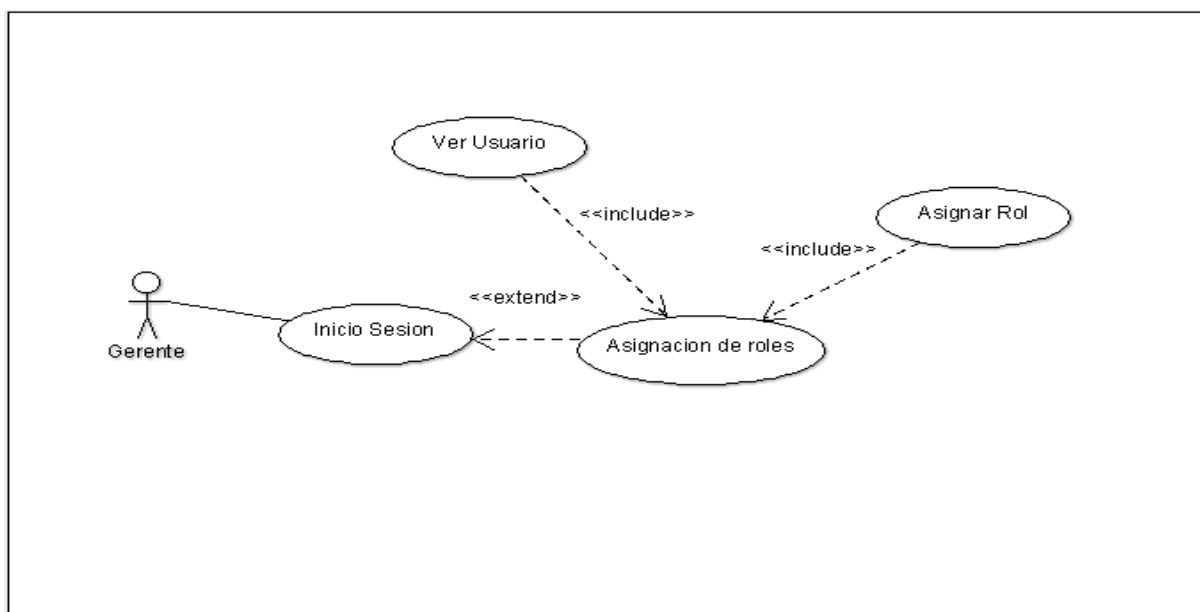 Ver Usuario
<<include>>
Asignar Rol
<<include>>
<<extend>>
Inicio Sesion
Asignacion de roles
Gerente